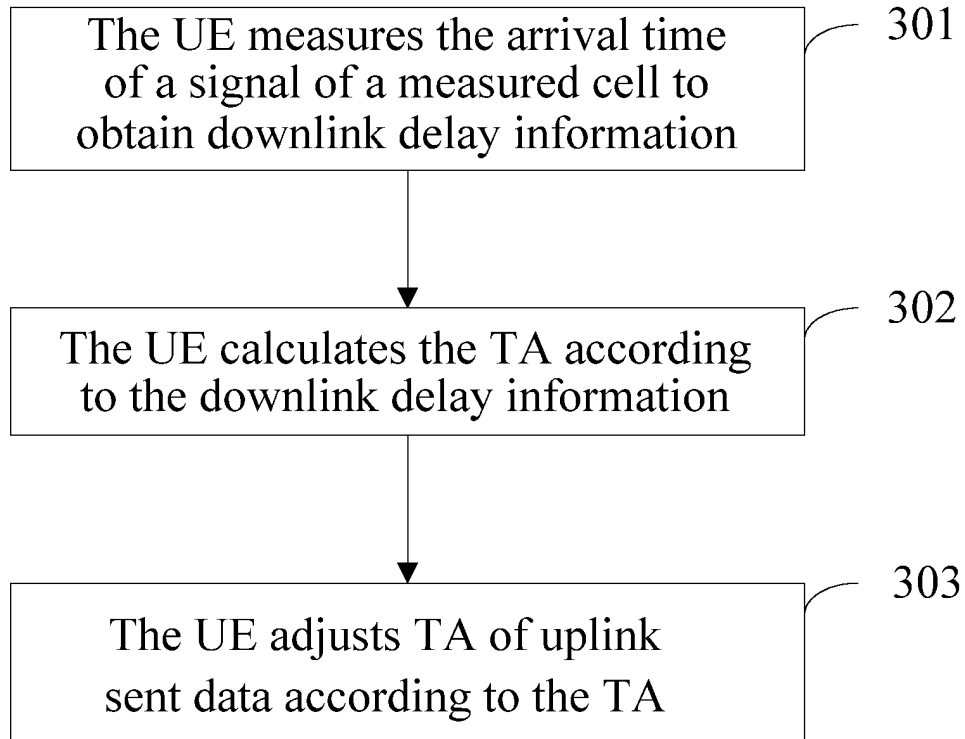 The UE measures the arrival time
of a signal of a measured cell to
obtain downlink delay information
301
The UE calculates the TA according
to the downlink delay information
302
The UE adjusts TA of uplink
sent data according to the TA
303